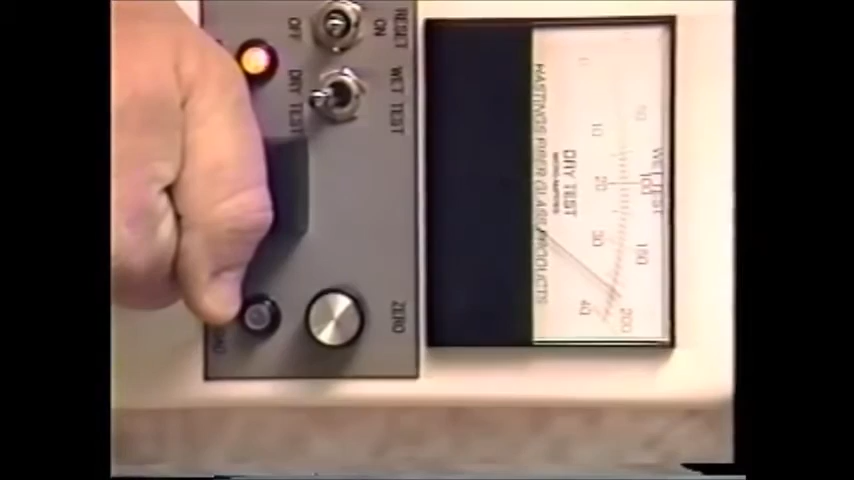 WET TEST
50 100 150 200
10 20 30 40
DRY TEST
HASTINGS FIBER GLASS PRODUCTS
RESET WET TEST ZERO
ON
OFF DRY TEST